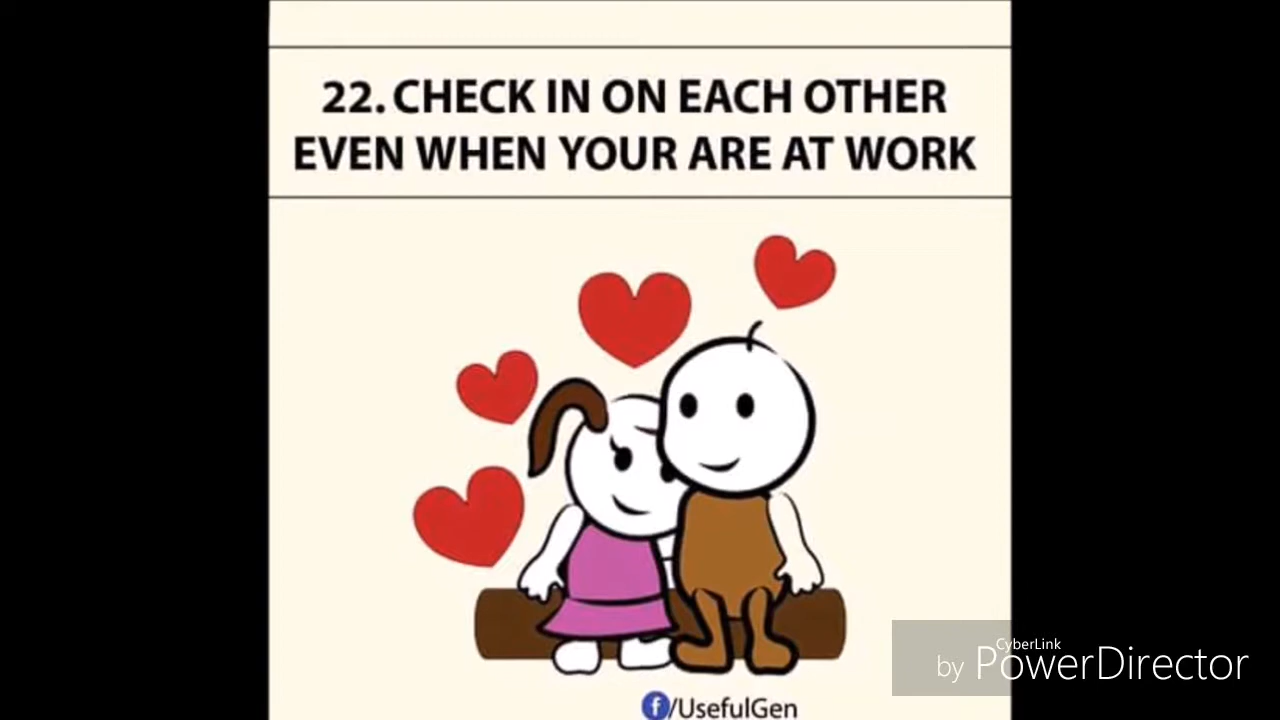 22. CHECK IN ON EACH OTHER
EVEN WHEN YOUR ARE AT WORK
CyberLink
by PowerDirector
f/UsefulGen